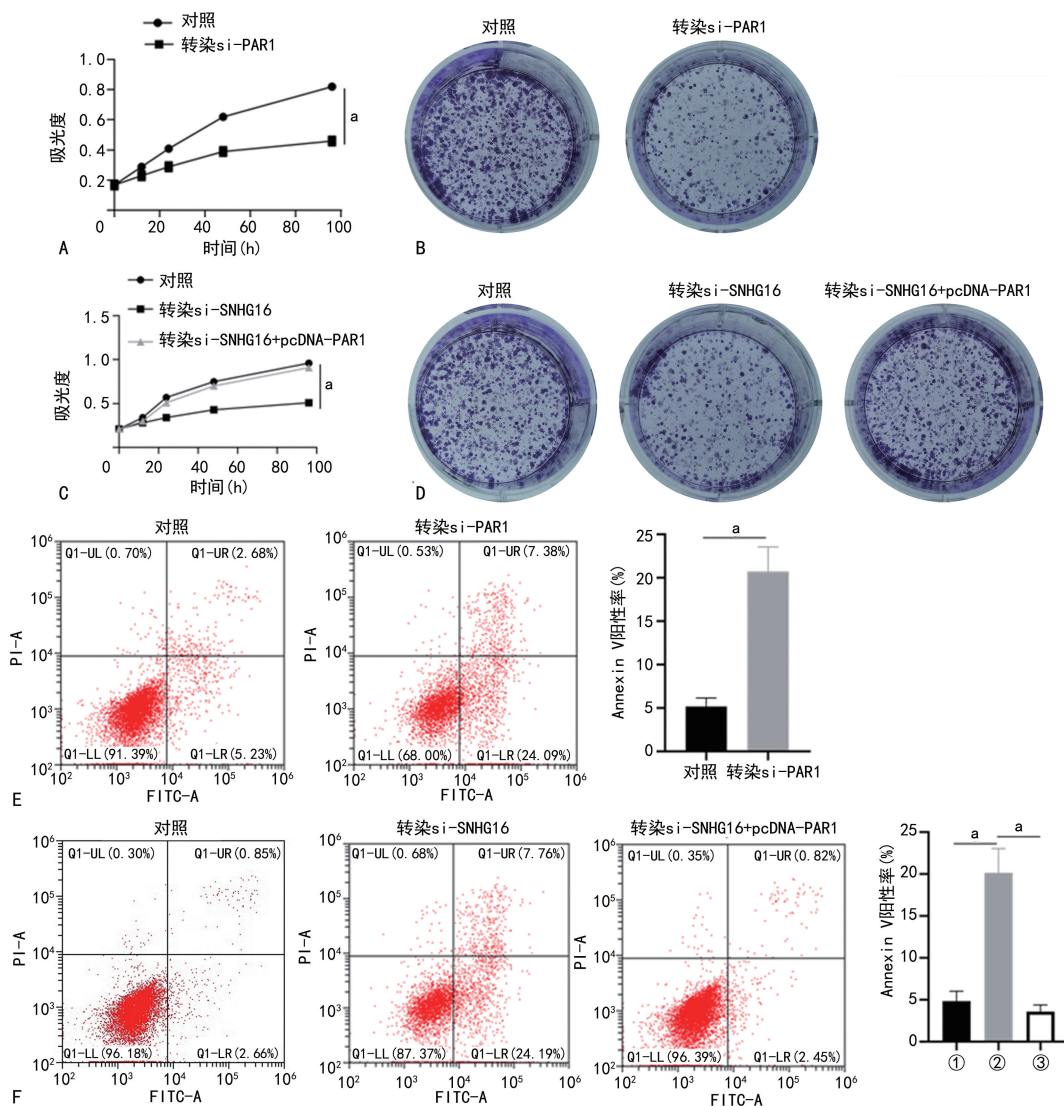 对照
转染si-PAR1
1.0
0.8
0.6
0.4
0.2
吸光度
a
0
20
40
60
80
100
时间(h)
A
对照
转染si-PAR1
B
对照
转染si-SNHG16
转染si-SNHG16+pcDNA-PAR1
1.5
1.0
0.5
吸光度
a
0
20
40
60
80
100
时间(h)
C
对照
转染si-SNHG16
转染si-SNHG16+pcDNA-PAR1
D
对照
10⁶
10⁵
10⁴
10³
10²
PI-A
Q1-UL(0.70%)
Q1-UR(2.68%)
Q1-LL(91.39%)
Q1-LR(5.23%)
10² 10³ 10⁴ 10⁵ 10⁶
FITC-A
转染si-PAR1
10⁶
10⁵
10⁴
10³
10²
PI-A
Q1-UL(0.53%)
Q1-UR(7.38%)
Q1-LL(68.00%)
Q1-LR(24.09%)
10² 10³ 10⁴ 10⁵ 10⁶
FITC-A
25
20
15
10
5
0
Annexin V阳性率(%)
a
对照
转染si-PAR1
E
对照
10⁶
10⁵
10⁴
10³
10²
PI-A
Q1-UL(0.30%)
Q1-UR(0.85%)
Q1-LL(96.18%)
Q1-LR(2.66%)
10² 10³ 10⁴ 10⁵ 10⁶
FITC-A
转染si-SNHG16
10⁶
10⁵
10⁴
10³
10²
PI-A
Q1-UL(0.68%)
Q1-UR(7.76%)
Q1-LL(87.37%)
Q1-LR(24.19%)
10² 10³ 10⁴ 10⁵ 10⁶
FITC-A
转染si-SNHG16+pcDNA-PAR1
10⁶
10⁵
10⁴
10³
10²
PI-A
Q1-UL(0.35%)
Q1-UR(0.82%)
Q1-LL(96.39%)
Q1-LR(2.45%)
10² 10³ 10⁴ 10⁵ 10⁶
FITC-A
25
20
15
10
5
0
Annexin V阳性率(%)
a
a
①
②
③
F